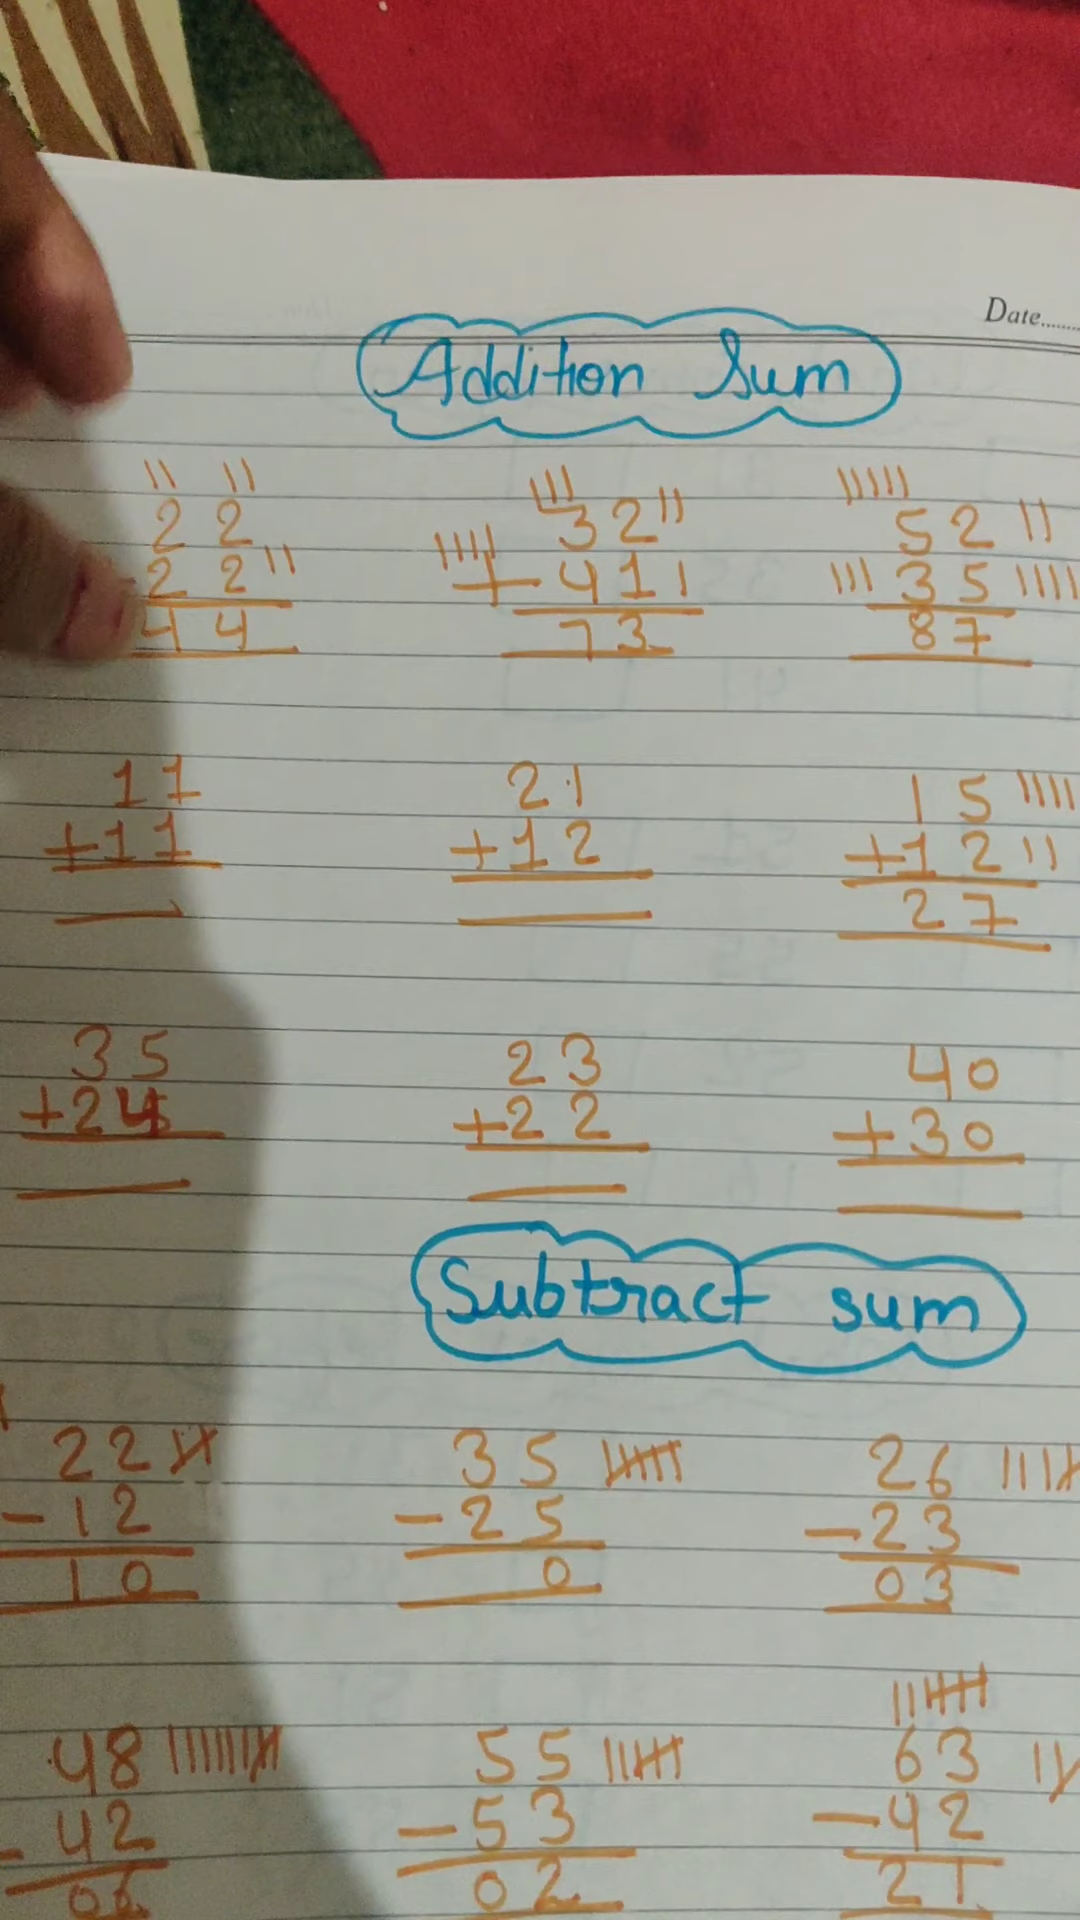 Date........
Addition Sum
22 32 52
22 + 41 35
44 73 87
11 21 15
+11 +12 +12
27
35 23 40
+24 +22 +30
Subtract sum
22 35 26
-12 -25 -23
10 0 03
48 55 63
-42 -53 -42
06 02 21